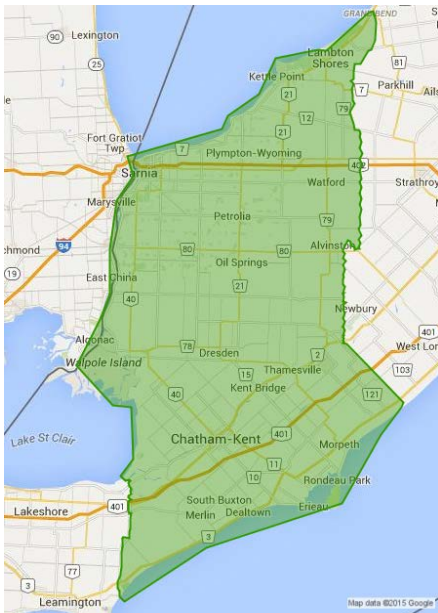 GRAND BEND
90
Lexington
Lambton
Shores
25
Kettle Point
81
21
7
Parkhill
12
79
Fort Gratiot
Twp
21
7
Plympton-Wyoming
402
Sarnia
Watford
Strathroy
Marysville
Petrolia
79
94
80
80
Alvinston
Oil Springs
19
East China
21
40
Newbury
401
Algonac
78
Dresden
2
Walpole Island
Thamesville
15
Kent Bridge
103
40
121
Lake St Clair
Chatham-Kent
401
Morpeth
11
10
Rondeau Park
South Buxton
401
Lakeshore
Merlin
Dealtown
Erieau
3
77
3
Leamington
Map data ©2015 Google